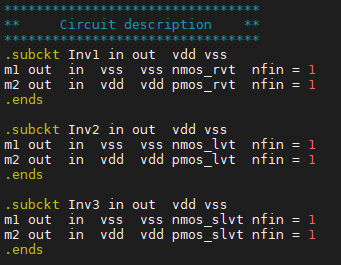 ********************************
**     Circuit description    **
********************************
.subckt Inv1 in out  vdd vss
m1 out  in  vss  vss nmos_rvt  nfin = 1
m2 out  in  vdd  vdd pmos_rvt  nfin = 1
.ends
.subckt Inv2 in out  vdd vss
m1 out  in  vss  vss nmos_lvt  nfin = 1
m2 out  in  vdd  vdd pmos_lvt  nfin = 1
.ends
.subckt Inv3 in out  vdd vss
m1 out  in  vss  vss nmos_slvt nfin = 1
m2 out  in  vdd  vdd pmos_slvt nfin = 1
.ends